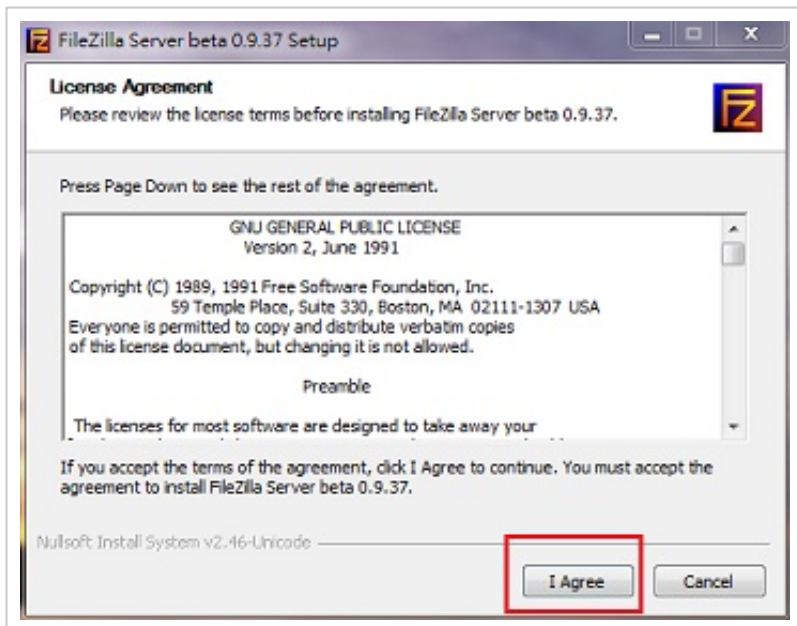 FileZilla Server beta 0.9.37 Setup
License Agreement
Please review the license terms before installing FileZilla Server beta 0.9.37.
Press Page Down to see the rest of the agreement.
GNU GENERAL PUBLIC LICENSE
Version 2, June 1991
Copyright (C) 1989, 1991 Free Software Foundation, Inc.
59 Temple Place, Suite 330, Boston, MA 02111-1307 USA
Everyone is permitted to copy and distribute verbatim copies
of this license document, but changing it is not allowed.
Preamble
The licenses for most software are designed to take away your
If you accept the terms of the agreement, click I Agree to continue. You must accept the
agreement to install FileZilla Server beta 0.9.37.
Nullsoft Install System v2.46-Unicode
I Agree
Cancel